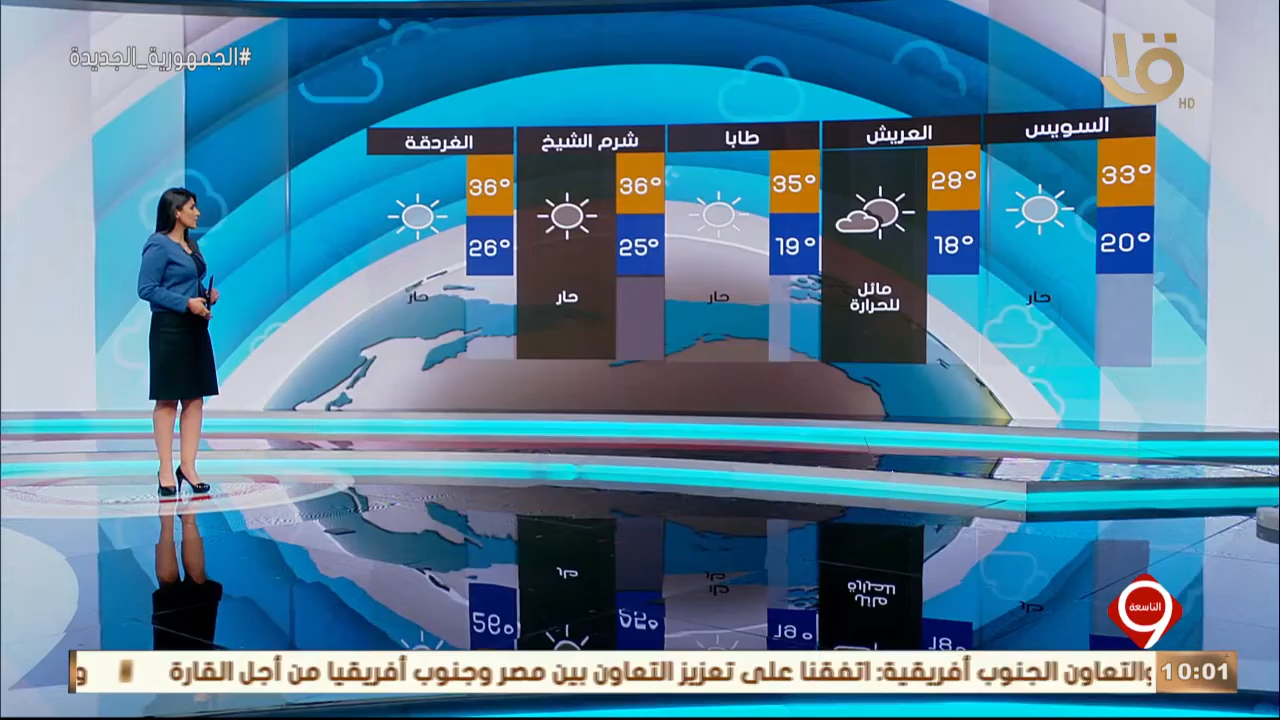 #الجمهورية_الجديدة
HD
السويس
33°
20°
حار
العريش
28°
18°
مائل
للحرارة
طابا
35°
19°
حار
شرم الشيخ
36°
25°
حار
الغردقة
36°
26°
حار
9
التاسعة
10:01
والتعاون الجنوب أفريقية: اتفقنا على تعزيز التعاون بين مصر وجنوب أفريقيا من أجل القارة
و